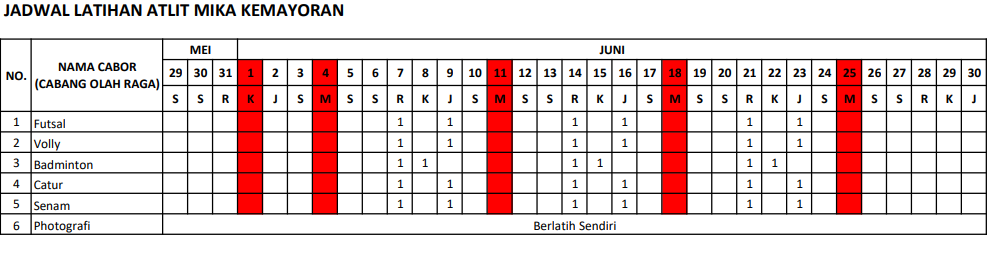 JADWAL LATIHAN ATLIT MIKA KEMAYORAN
NO. NAMA CABOR (CABANG OLAH RAGA) MEI JUNI
29 30 31 1 2 3 4 5 6 7 8 9 10 11 12 13 14 15 16 17 18 19 20 21 22 23 24 25 26 27 28 29 30
S S R K J S M S S R K J S M S S R K J S M S S R K J S M S S R K J
1 Futsal 1 1 1 1 1 1
2 Volly 1 1 1 1 1 1
3 Badminton 1 1 1 1 1 1
4 Catur 1 1 1 1 1 1
5 Senam 1 1 1 1 1 1
6 Photografi Berlatih Sendiri